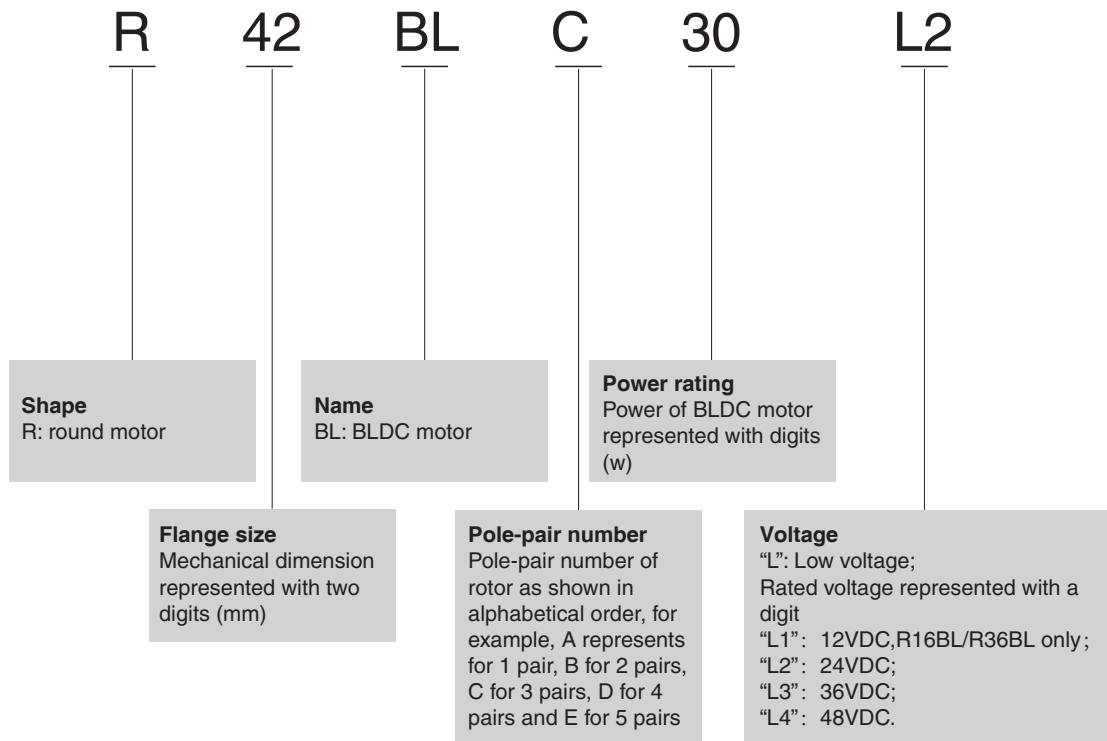 R 42 BL C 30 L2
Shape
R: round motor
Name
BL: BLDC motor
Power rating
Power of BLDC motor
represented with digits
(w)
Flange size
Mechanical dimension
represented with two
digits (mm)
Pole-pair number
Pole-pair number of
rotor as shown in
alphabetical order, for
example, A represents
for 1 pair, B for 2 pairs,
C for 3 pairs, D for 4
pairs and E for 5 pairs
Voltage
“L”: Low voltage;
Rated voltage represented with a
digit
“L1”: 12VDC,R16BL/R36BL only;
“L2”: 24VDC;
“L3”: 36VDC;
“L4”: 48VDC.